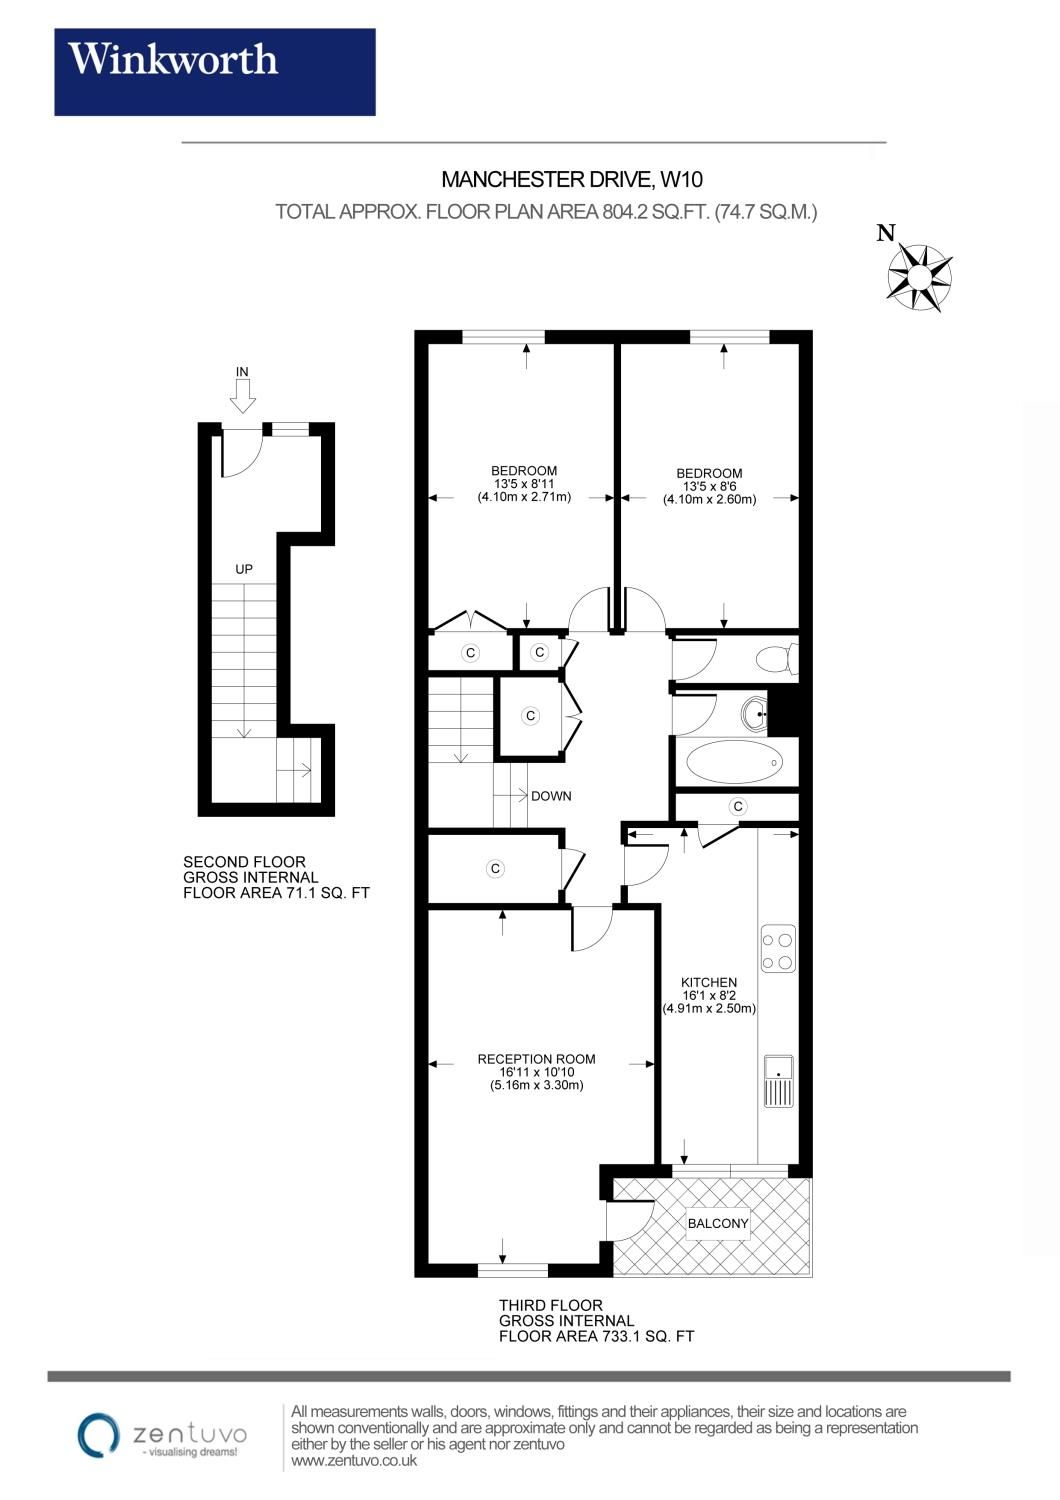 Winkworth
MANCHESTER DRIVE, W10
TOTAL APPROX. FLOOR PLAN AREA 804.2 SQ.FT. (74.7 SQ.M.)
N
IN
BEDROOM
13'5 x 8'11
(4.10m x 2.71m)
BEDROOM
13'5 x 8'6
(4.10m x 2.60m)
UP
C
C
C
DOWN
C
C
SECOND FLOOR
GROSS INTERNAL
FLOOR AREA 71.1 SQ. FT
KITCHEN
16'1 x 8'2
(4.91m x 2.50m)
RECEPTION ROOM
16'11 x 10'10
(5.16m x 3.30m)
BALCONY
THIRD FLOOR
GROSS INTERNAL
FLOOR AREA 733.1 SQ. FT
zentuvo
- visualising dreams!
All measurements walls, doors, windows, fittings and their appliances, their size and locations are
shown conventionally and are approximate only and cannot be regarded as being a representation
either by the seller or his agent nor zentuvo
www.zentuvo.co.uk